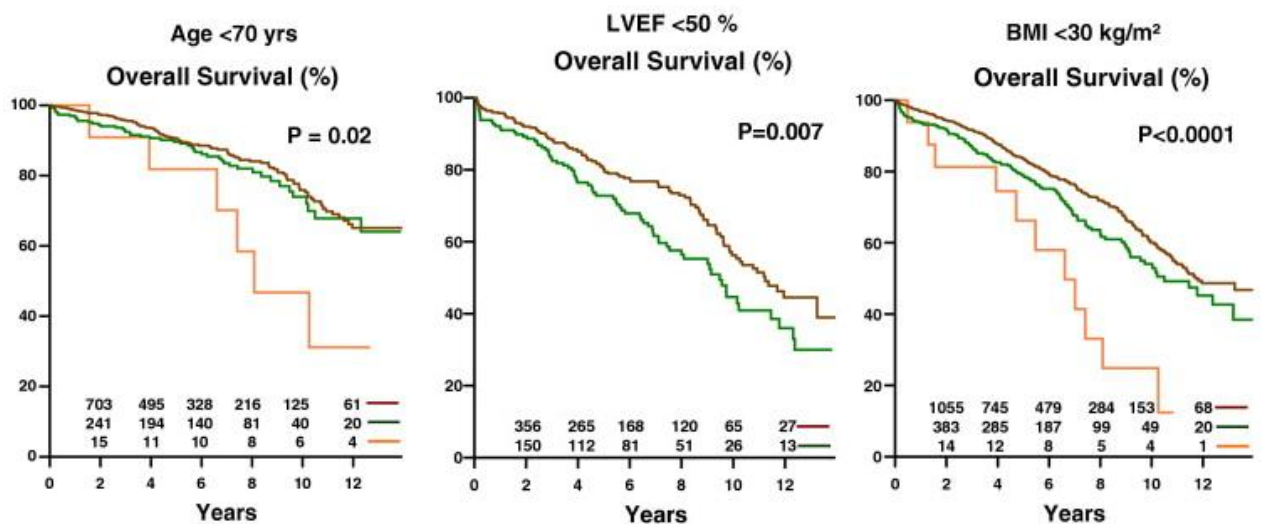 Age <70 yrs
Overall Survival (%)
P = 0.02
100
80
60
40
20
0
703 495 328 216 125 61
241 194 140 81 40 20
15 11 10 8 6 4
0 2 4 6 8 10 12
Years
LVEF <50 %
Overall Survival (%)
P=0.007
100
80
60
40
20
0
356 265 168 120 65 27
150 112 81 51 26 13
0 2 4 6 8 10 12
Years
BMI <30 kg/m²
Overall Survival (%)
P<0.0001
100
80
60
40
20
0
1055 745 479 284 153 68
383 285 187 99 49 20
14 12 8 5 4 1
0 2 4 6 8 10 12
Years